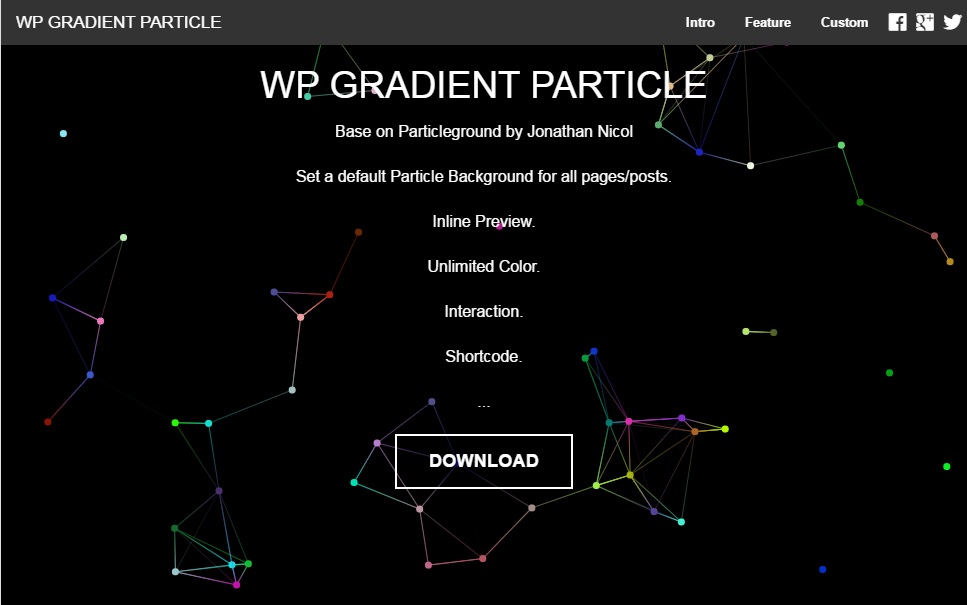 WP GRADIENT PARTICLE
Intro Feature Custom
WP GRADIENT PARTICLE
Base on Particleground by Jonathan Nicol
Set a default Particle Background for all pages/posts.
Inline Preview.
Unlimited Color.
Interaction.
Shortcode.
...
DOWNLOAD